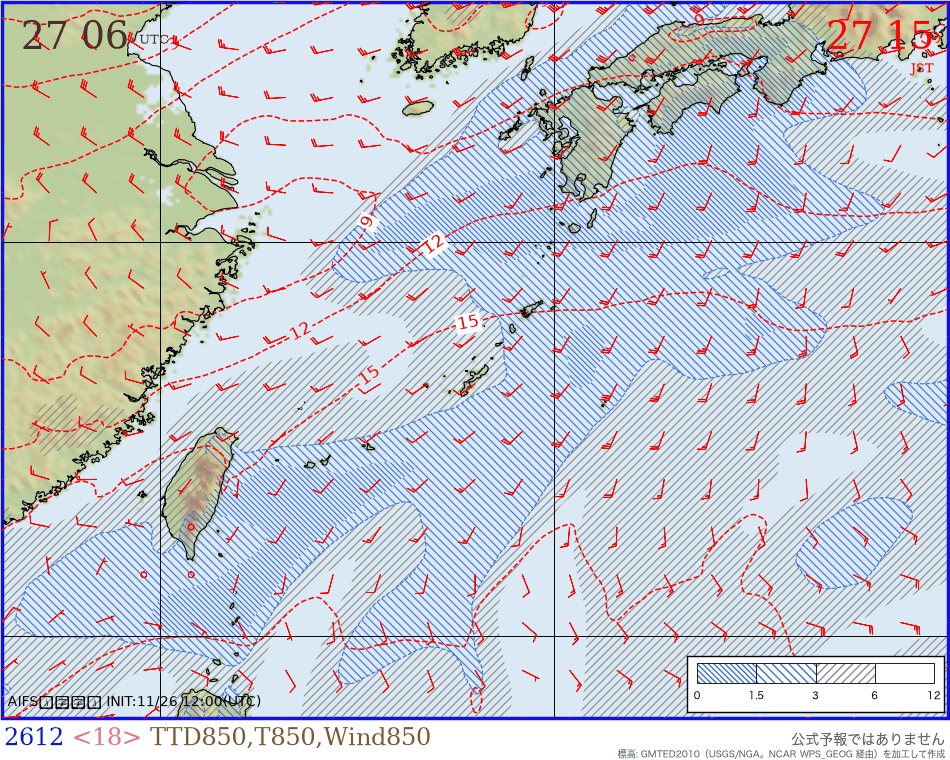 27 06 UTC
27 15
JST
9
9
12
15
12
15
AIFS INIT:11/26 12:00(UTC)
0 1.5 3 6 12
2612 <18> TTD850,T850,Wind850
公式予報ではありません
標高: GMTED2010（USGS/NGA。NCAR WPS_GEOG 経由）を加工して作成